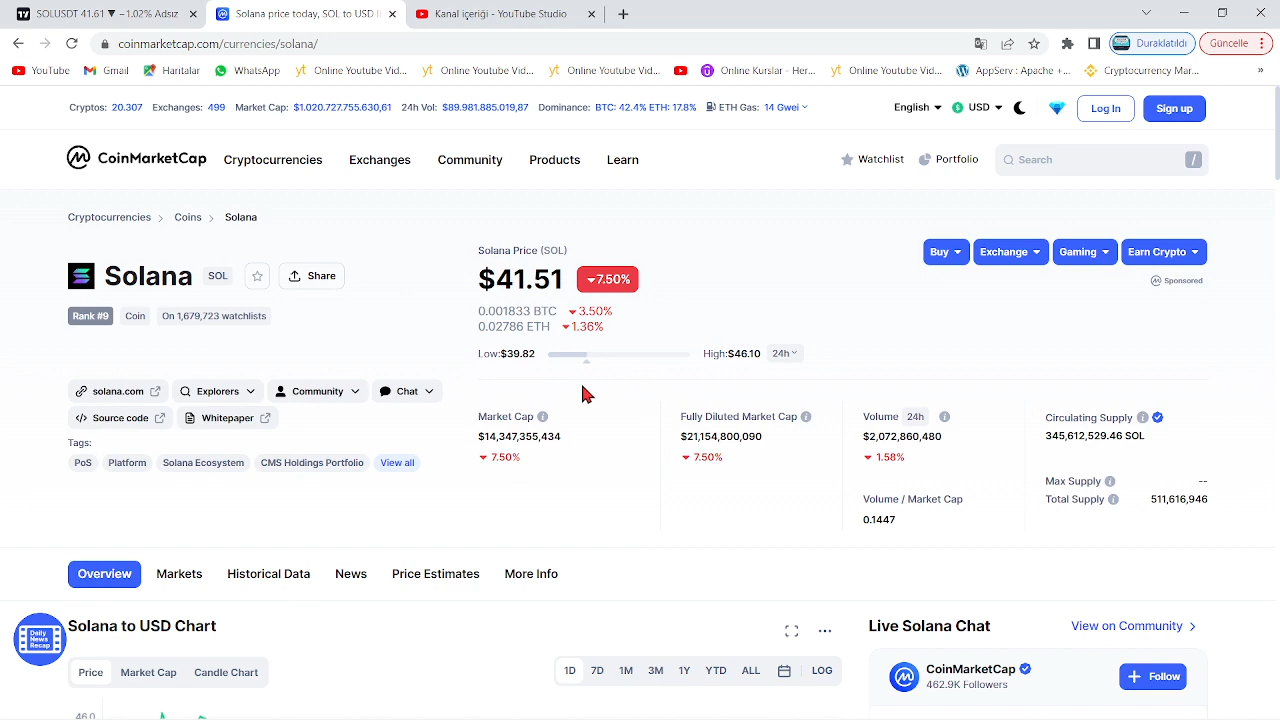 SOLUSDT 41.61 ▼ −1.02% Adsız
Solana price today, SOL to USD li
Kanal içeriği - YouTube Studio
coinmarketcap.com/currencies/solana/
Duraklatıldı
Güncelle
YouTube
Gmail
Haritalar
WhatsApp
Online Youtube Vid...
Online Youtube Vid...
Online Youtube Vid...
Online Kurslar - Her...
Online Youtube Vid...
AppServ : Apache +...
Cryptocurrency Mar...
»
Cryptos: 20.307 Exchanges: 499 Market Cap: $1.020.727.755.630,61 24h Vol: $89.981.885.019,87 Dominance: BTC: 42.4% ETH: 17.8% ETH Gas: 14 Gwei
English
USD
Log In
Sign up
CoinMarketCap
Cryptocurrencies
Exchanges
Community
Products
Learn
Watchlist
Portfolio
Search
/
Cryptocurrencies > Coins > Solana
Solana SOL
Share
Rank #9
Coin
On 1,679,723 watchlists
Solana Price (SOL)
$41.51 7.50%
0.001833 BTC 3.50%
0.02786 ETH 1.36%
Low:$39.82
High:$46.10
24h
Buy
Exchange
Gaming
Earn Crypto
Sponsored
solana.com
Explorers
Community
Chat
Source code
Whitepaper
Tags:
PoS
Platform
Solana Ecosystem
CMS Holdings Portfolio
View all
Market Cap
$14,347,355,434
7.50%
Fully Diluted Market Cap
$21,154,800,090
7.50%
Volume 24h
$2,072,860,480
1.58%
Volume / Market Cap
0.1447
Circulating Supply
345,612,529.46 SOL
Max Supply --
Total Supply 511,616,946
Overview
Markets
Historical Data
News
Price Estimates
More Info
Daily
News
Recap
Solana to USD Chart
Price
Market Cap
Candle Chart
1D
7D
1M
3M
1Y
YTD
ALL
LOG
46.0
Live Solana Chat
View on Community >
CoinMarketCap
462.9K Followers
+ Follow